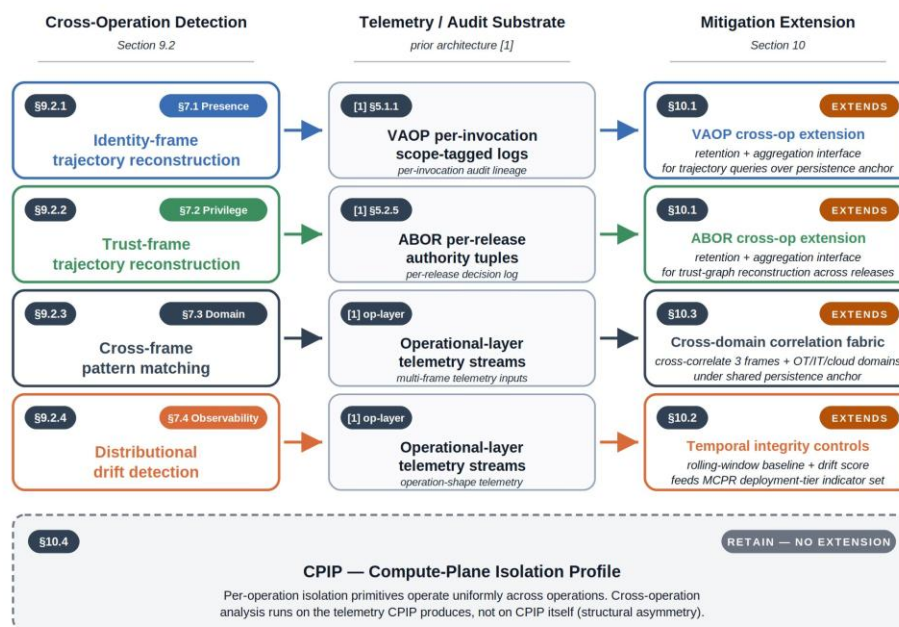 Cross-Operation Detection
Section 9.2
Telemetry / Audit Substrate
prior architecture [1]
Mitigation Extension
Section 10
§9.2.1
§7.1 Presence
Identity-frame
trajectory reconstruction
[1] §5.1.1
VAOP per-invocation
scope-tagged logs
per-invocation audit lineage
§10.1
EXTENDS
VAOP cross-op extension
retention + aggregation interface
for trajectory queries over persistence anchor
§9.2.2
§7.2 Privilege
Trust-frame
trajectory reconstruction
[1] §5.2.5
ABOR per-release
authority tuples
per-release decision log
§10.1
EXTENDS
ABOR cross-op extension
retention + aggregation interface
for trust-graph reconstruction across releases
§9.2.3
§7.3 Domain
Cross-frame
pattern matching
[1] op-layer
Operational-layer
telemetry streams
multi-frame telemetry inputs
§10.3
EXTENDS
Cross-domain correlation fabric
cross-correlate 3 frames + OT/IT/cloud domains
under shared persistence anchor
§9.2.4
§7.4 Observability
Distributional
drift detection
[1] op-layer
Operational-layer
telemetry streams
operation-shape telemetry
§10.2
EXTENDS
Temporal integrity controls
rolling-window baseline + drift score
feeds MCPR deployment-tier indicator set
§10.4
RETAIN — NO EXTENSION
CPIP — Compute-Plane Isolation Profile
Per-operation isolation primitives operate uniformly across operations. Cross-operation
analysis runs on the telemetry CPIP produces, not on CPIP itself (structural asymmetry).